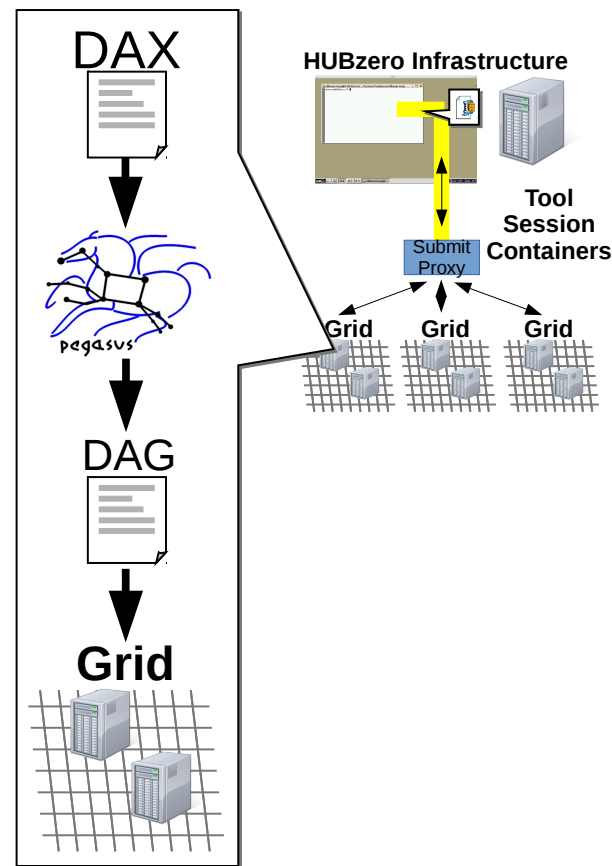 DAX
pegasus
DAG
Grid
HUBzero Infrastructure
Tool
Session
Containers
Submit
Proxy
Grid
Grid
Grid